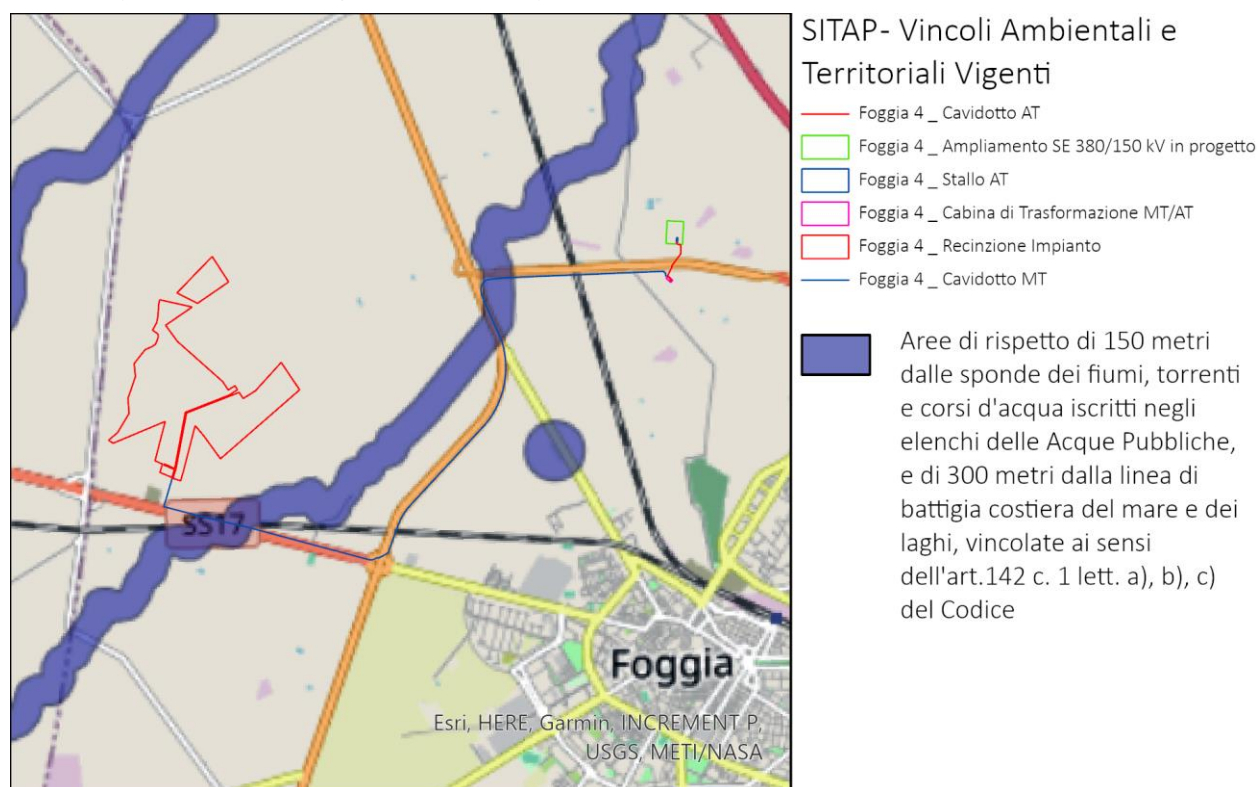 SITAP- Vincoli Ambientali e
Territoriali Vigenti
Foggia 4 _ Cavidotto AT
Foggia 4 _ Ampliamento SE 380/150 kV in progetto
Foggia 4 _ Stallo AT
Foggia 4 _ Cabina di Trasformazione MT/AT
Foggia 4 _ Recinzione Impianto
Foggia 4 _ Cavidotto MT
Aree di rispetto di 150 metri
dalle sponde dei fiumi, torrenti
e corsi d'acqua iscritti negli
elenchi delle Acque Pubbliche,
e di 300 metri dalla linea di
battigia costiera del mare e dei
laghi, vincolate ai sensi
dell'art.142 c. 1 lett. a), b), c)
del Codice
SS17
Foggia
Esri, HERE, Garmin, INCREMENT P,
USGS, METI/NASA